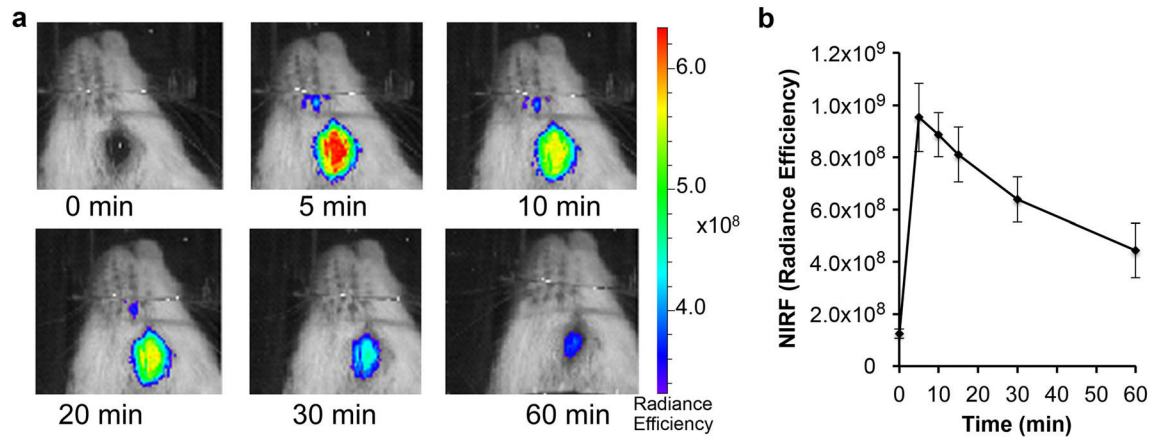 a
0 min
5 min
10 min
20 min
30 min
60 min
6.0
5.0
x10⁸
4.0
Radiance
Efficiency
b
NIRF (Radiance Efficiency)
1.2x10⁹
1.0x10⁹
8.0x10⁸
6.0x10⁸
4.0x10⁸
2.0x10⁸
0
0 10 20 30 40 50 60
Time (min)